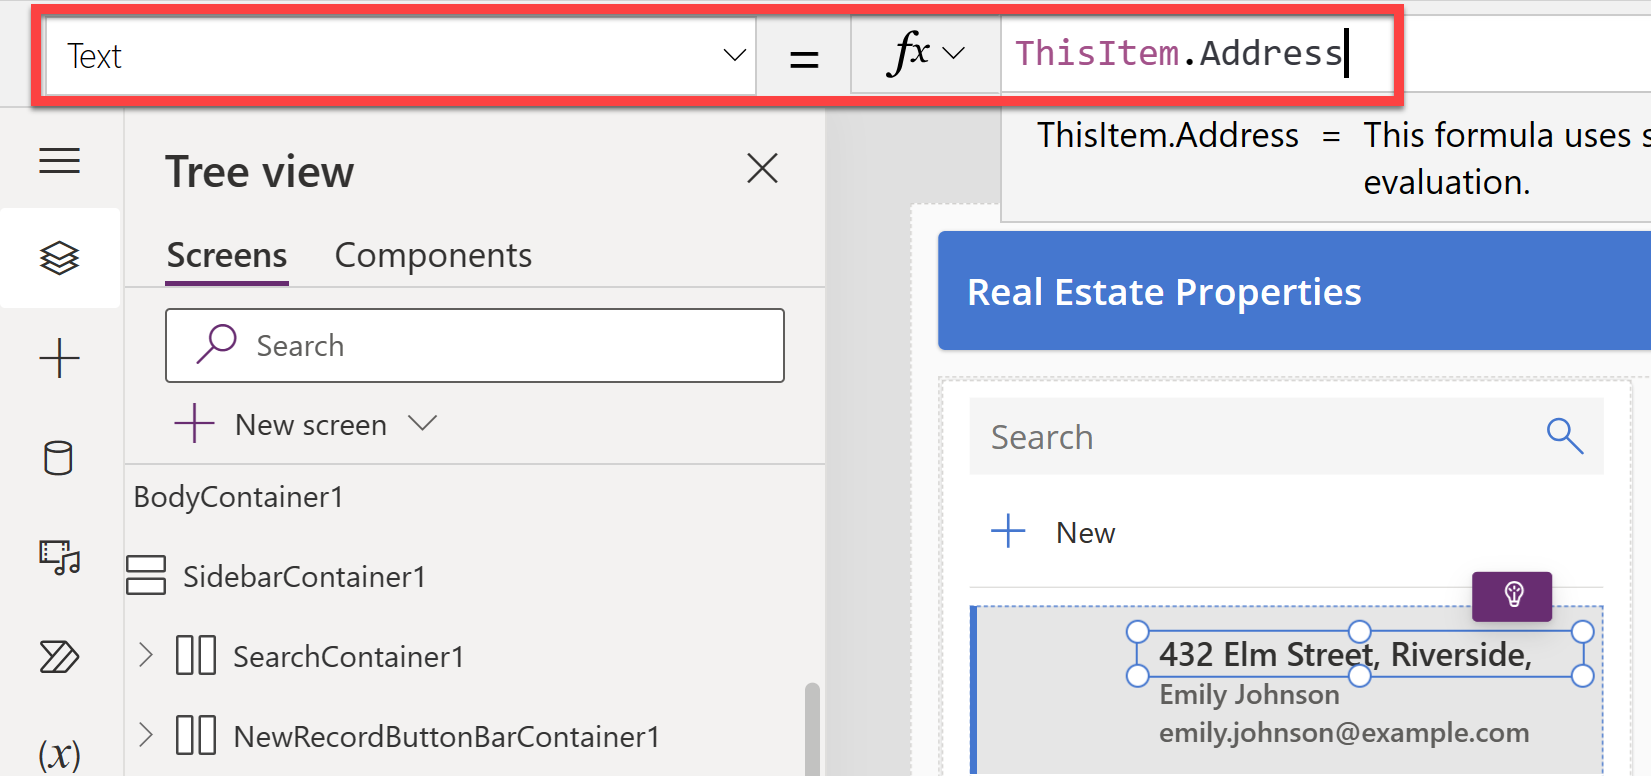 Text = fx ThisItem.Address
ThisItem.Address = This formula uses s
evaluation.
Tree view
Screens Components
Search
New screen
BodyContainer1
SidebarContainer1
SearchContainer1
NewRecordButtonBarContainer1
(x)
Real Estate Properties
Search
New
432 Elm Street, Riverside,
Emily Johnson
emily.johnson@example.com